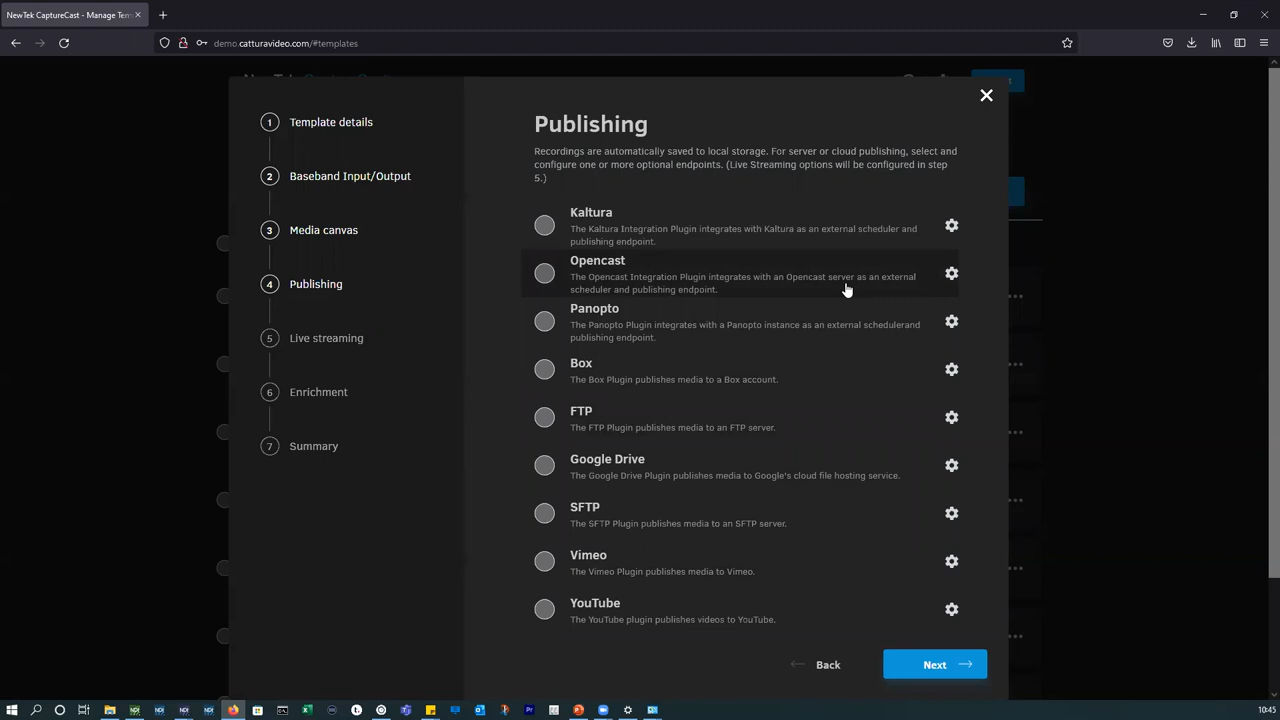 NewTek CaptureCast - Manage Tem
demo.catturavideo.com/#templates
1 Template details
2 Baseband Input/Output
3 Media canvas
4 Publishing
5 Live streaming
6 Enrichment
7 Summary
Publishing
Recordings are automatically saved to local storage. For server or cloud publishing, select and
configure one or more optional endpoints. (Live Streaming options will be configured in step
5.)
Kaltura
The Kaltura Integration Plugin integrates with Kaltura as an external scheduler and
publishing endpoint.
Opencast
The Opencast Integration Plugin integrates with an Opencast server as an external
scheduler and publishing endpoint.
Panopto
The Panopto Plugin integrates with a Panopto instance as an external schedulerand
publishing endpoint.
Box
The Box Plugin publishes media to a Box account.
FTP
The FTP Plugin publishes media to an FTP server.
Google Drive
The Google Drive Plugin publishes media to Google's cloud file hosting service.
SFTP
The SFTP Plugin publishes media to an SFTP server.
Vimeo
The Vimeo Plugin publishes media to Vimeo.
YouTube
The YouTube plugin publishes videos to YouTube.
Back
Next
10:45